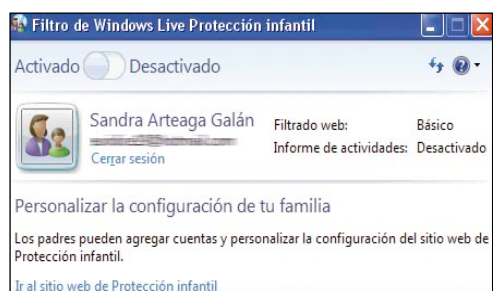 Filtro de Windows Live Protección infantil
Activado Desactivado
Sandra Arteaga Galán
Filtrado web: Básico
Informe de actividades: Desactivado
Cerrar sesión
Personalizar la configuración de tu familia
Los padres pueden agregar cuentas y personalizar la configuración del sitio web de
Protección infantil.
Ir al sitio web de Protección infantil